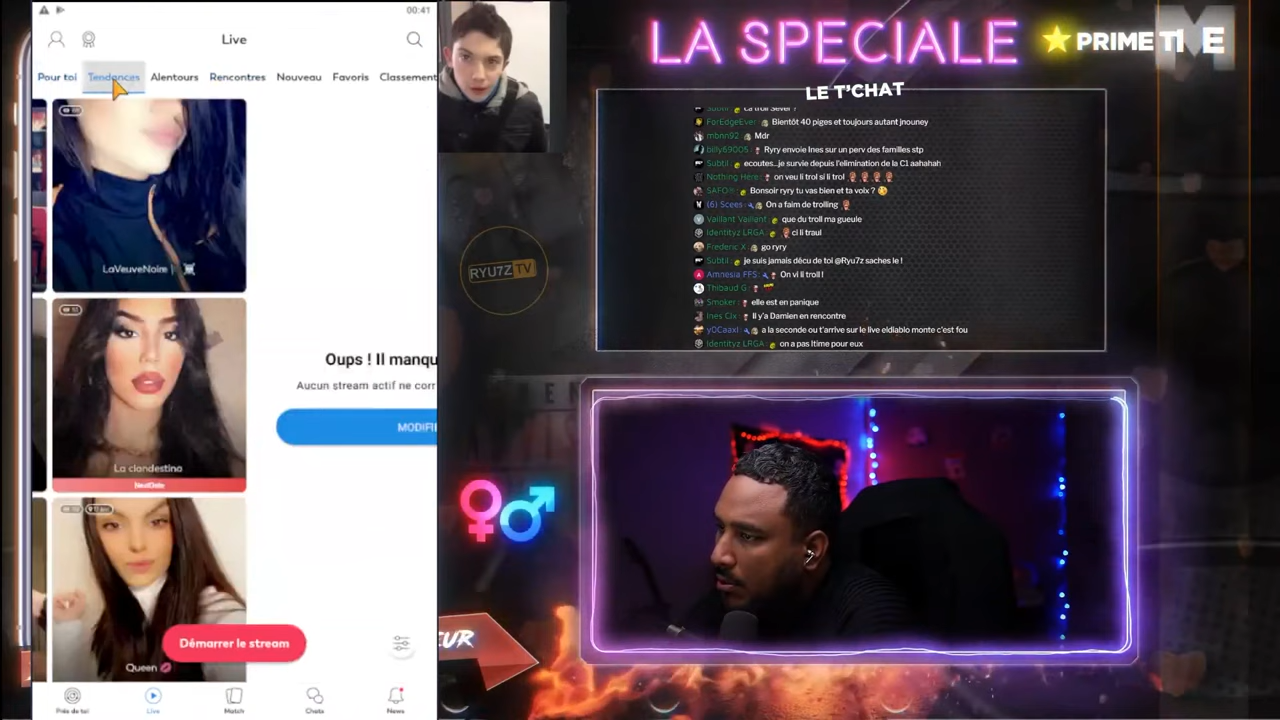 00:41
Live
Pour toi Tendances Alentours Rencontres Nouveau Favoris Classement
LaVeuveNoire |
La clandestina
NextDate
Queen
Oups ! Il manqu
Aucun stream actif ne corr
MODIFI
Démarrer le stream
Près de toi Live Match Chats News
LA SPECIALE
PRIME TI E
LE T'CHAT
ForEdgeEver : Bientôt 40 piges et toujours autant jnouney
mbnn92 : Mdr
billy69005 : Ryry envoie Ines sur un perv des familles stp
Subtil : ecoutes...je survie depuis l'elimination de la C1 aahahah
Nothing Here : on veu li trol si li trol
SAFO® : Bonsoir ryry tu vas bien et ta voix ?
(6) Scees : On a faim de trolling
Vaillant Vaillant : que du troll ma gueule
Identityz LRGA : ci li traul
Frederic X : go ryry
Subtil : je suis jamais décu de toi @Ryu7z saches le !
Amnesia FFS : On vi li troll !
Thibaud G :
Smoker : elle est en panique
Ines Clx : Il y'a Damien en rencontre
y0Caaxl : a la seconde ou t'arrive sur le live eldiablo monte c'est fou
Identityz LRGA : on a pas ltime pour eux
RYU7Z TV
EUR